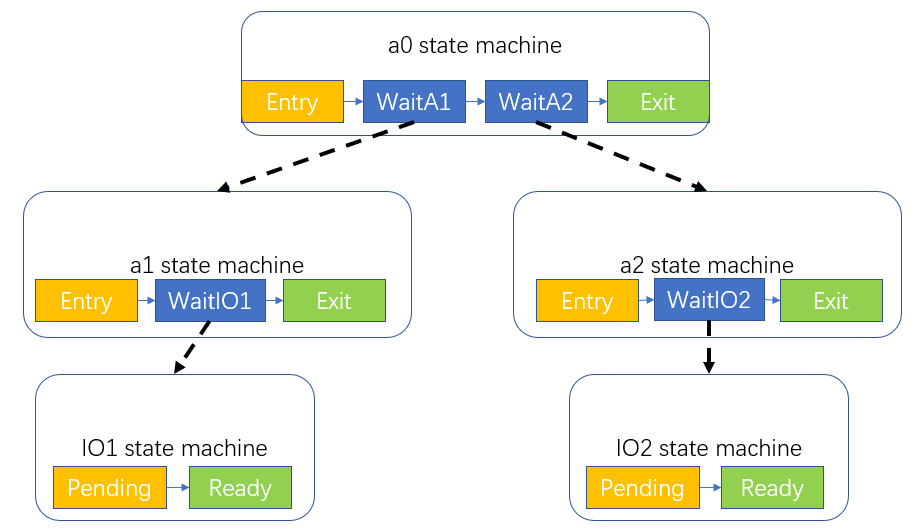 a0 state machine
Entry WaitA1 WaitA2 Exit
a1 state machine
Entry WaitIO1 Exit
a2 state machine
Entry WaitIO2 Exit
IO1 state machine
Pending Ready
IO2 state machine
Pending Ready